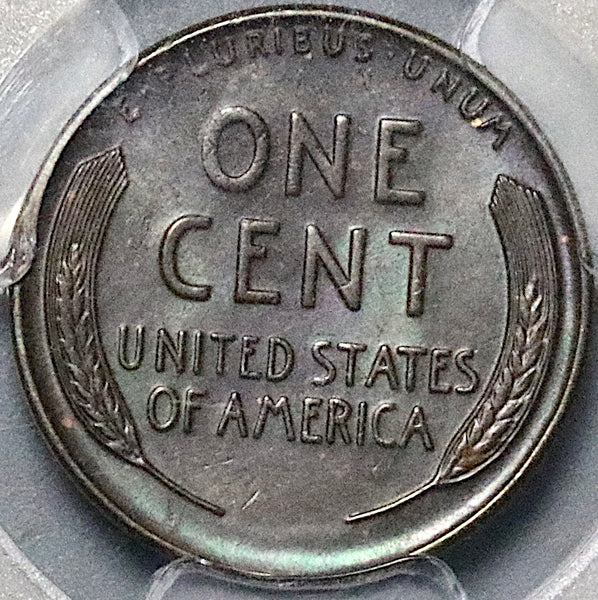 E·PLURIBUS·UNUM
ONE
CENT
UNITED STATES
OF AMERICA